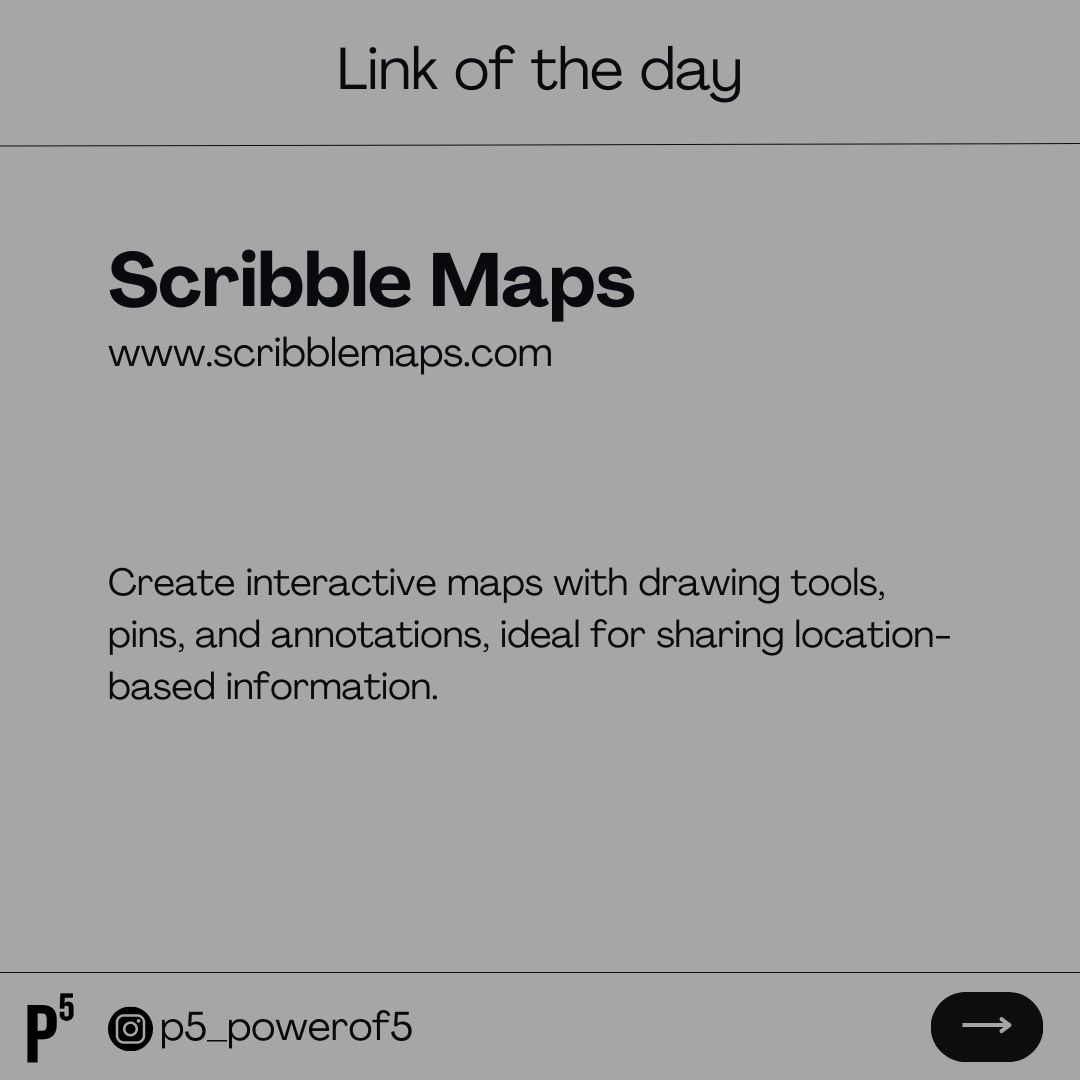 Link of the day
Scribble Maps
www.scribblemaps.com
Create interactive maps with drawing tools,
pins, and annotations, ideal for sharing location-
based information.
P5
p5_powerof5